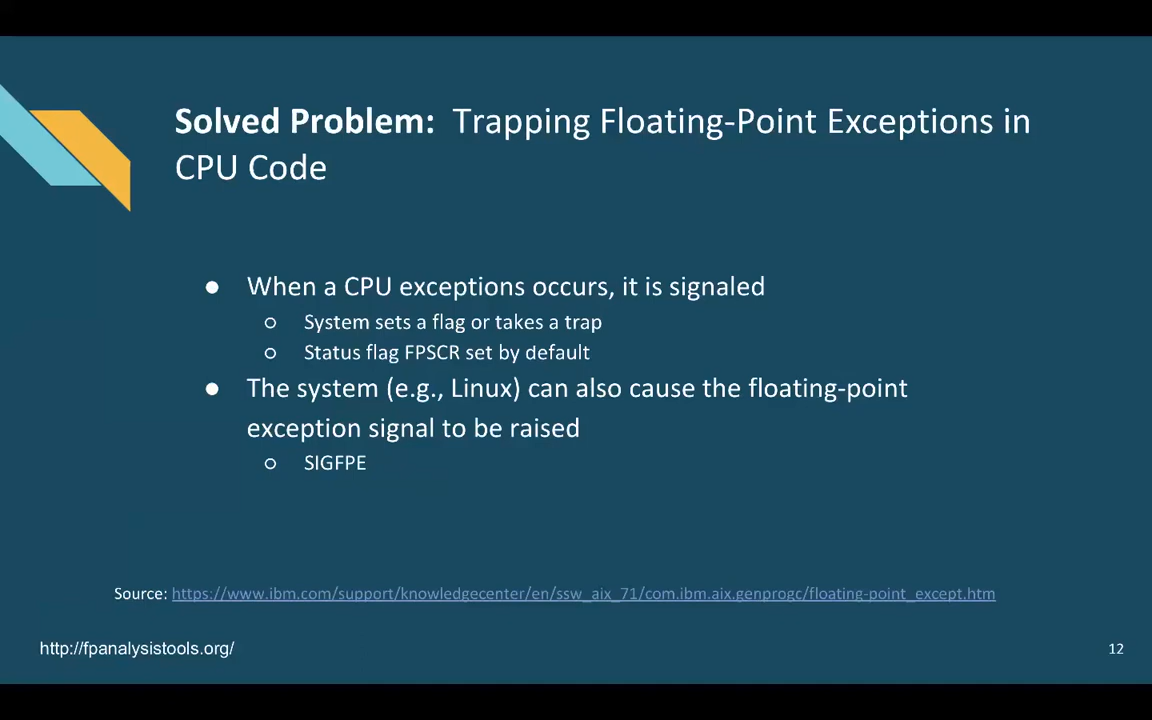 Solved Problem: Trapping Floating-Point Exceptions in
CPU Code
● When a CPU exceptions occurs, it is signaled
○ System sets a flag or takes a trap
○ Status flag FPSCR set by default
● The system (e.g., Linux) can also cause the floating-point
exception signal to be raised
○ SIGFPE
Source: https://www.ibm.com/support/knowledgecenter/en/ssw_aix_71/com.ibm.aix.genprogc/floating-point_except.htm
http://fpanalysistools.org/
12